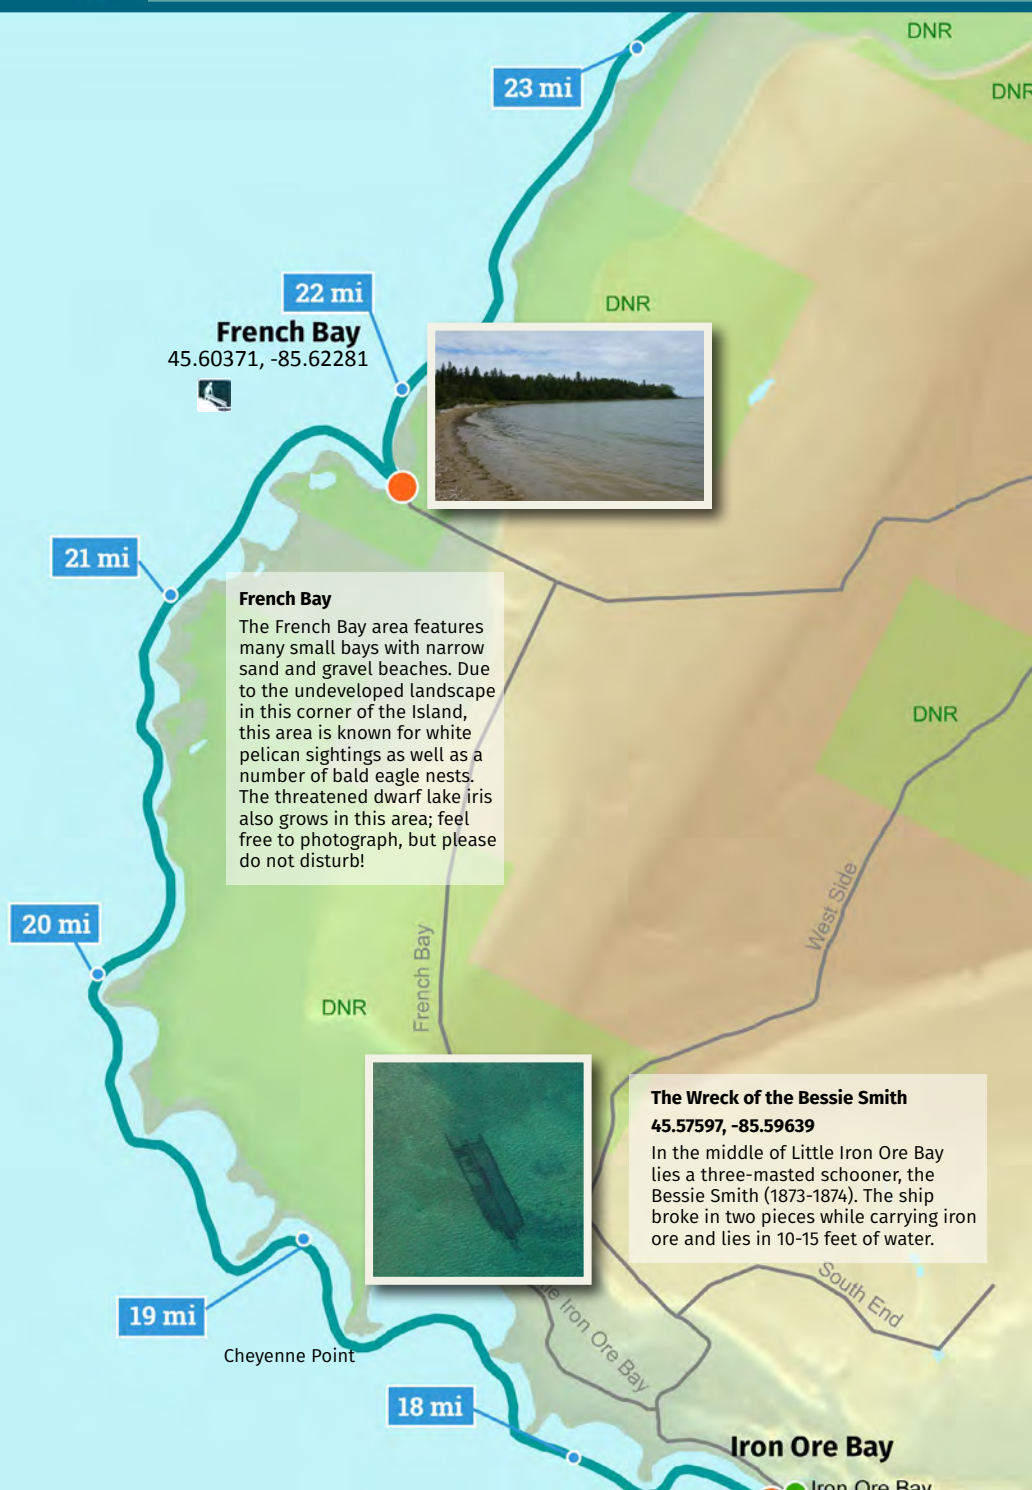 DNR
23 mi
22 mi
DNR
French Bay
45.60371, -85.62281
21 mi
French Bay
The French Bay area features
many small bays with narrow
sand and gravel beaches. Due
to the undeveloped landscape
in this corner of the Island,
this area is known for white
pelican sightings as well as a
number of bald eagle nests.
The threatened dwarf lake iris
also grows in this area; feel
free to photograph, but please
do not disturb!
DNR
West Side
20 mi
French Bay
DNR
The Wreck of the Bessie Smith
45.57597, -85.59639
In the middle of Little Iron Ore Bay
lies a three-masted schooner, the
Bessie Smith (1873-1874). The ship
broke in two pieces while carrying iron
ore and lies in 10-15 feet of water.
South End
19 mi
Iron Ore Bay
Cheyenne Point
18 mi
Iron Ore Bay
Iron Ore Bay